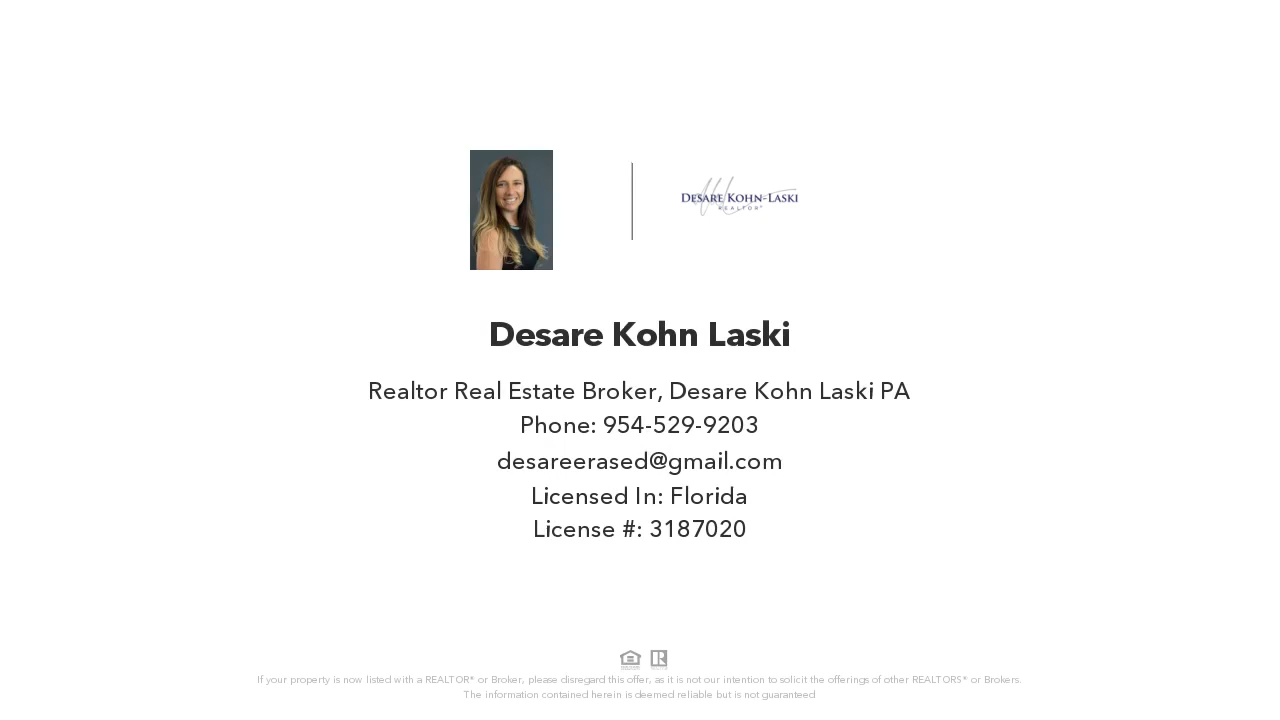 Desare Kohn-Laski
REALTOR®
Desare Kohn Laski
Realtor Real Estate Broker, Desare Kohn Laski PA
Phone: 954-529-9203
desareerased@gmail.com
Licensed In: Florida
License #: 3187020
If your property is now listed with a REALTOR® or Broker, please disregard this offer, as it is not our intention to solicit the offerings of other REALTORS® or Brokers.
The information contained herein is deemed reliable but is not guaranteed